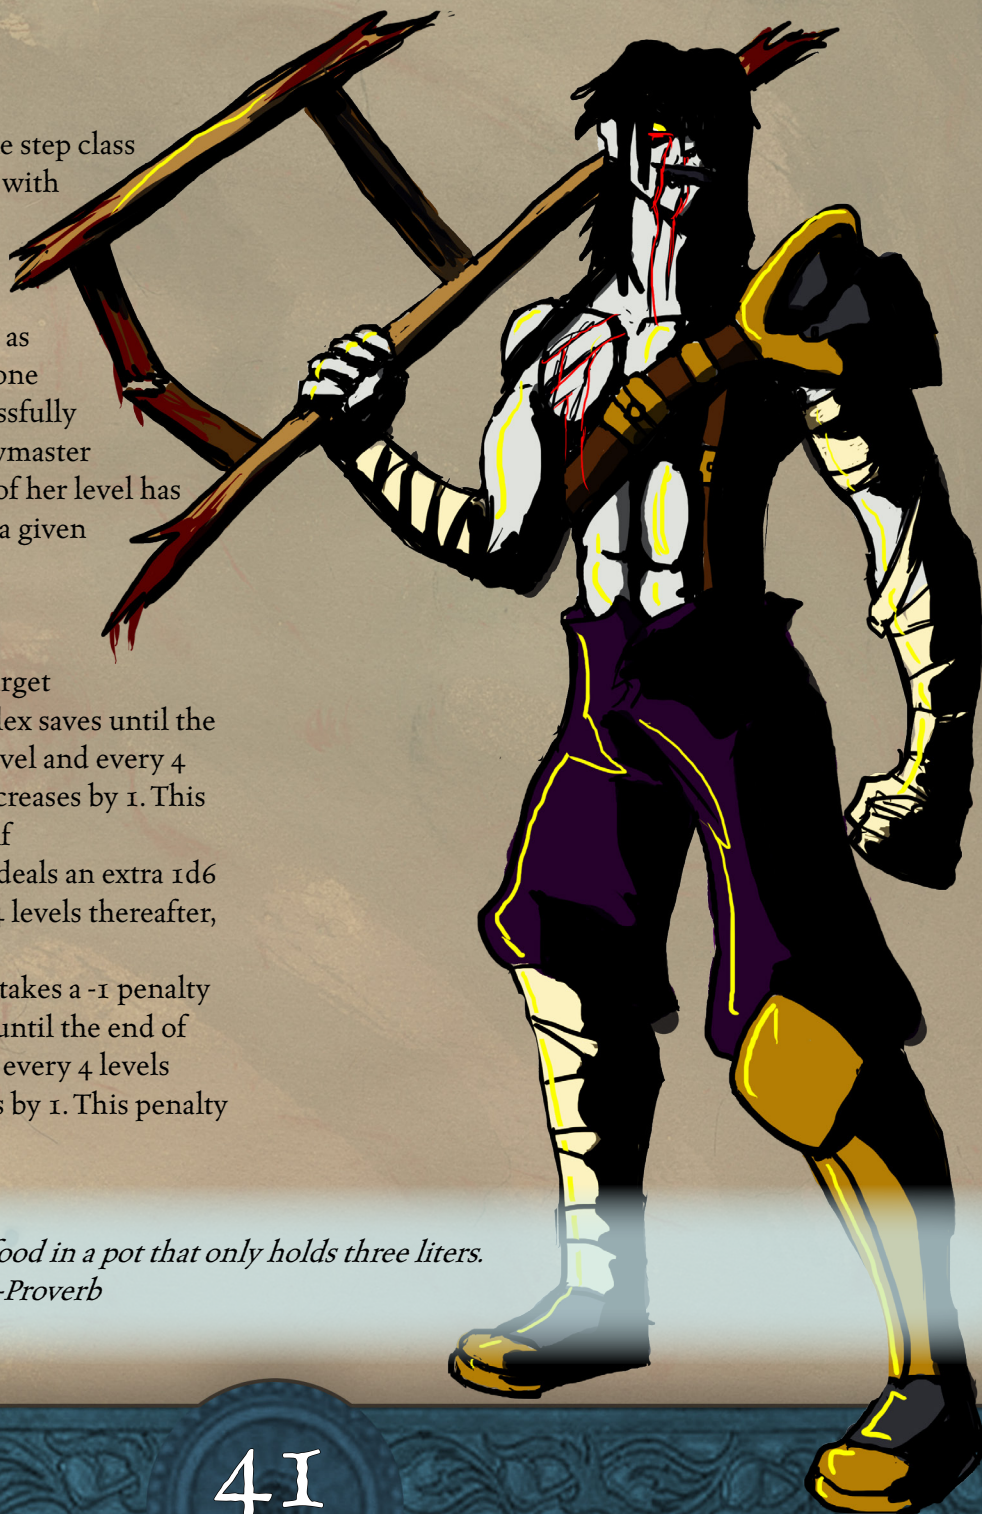 e step class
with
as
one
ssfully
ymaster
of her level has
a given
rget
lex saves until the
vel and every 4
creases by 1. This
f
deals an extra 1d6
4 levels thereafter,
takes a -1 penalty
until the end of
every 4 levels
s by 1. This penalty
food in a pot that only holds three liters.
-Proverb
41